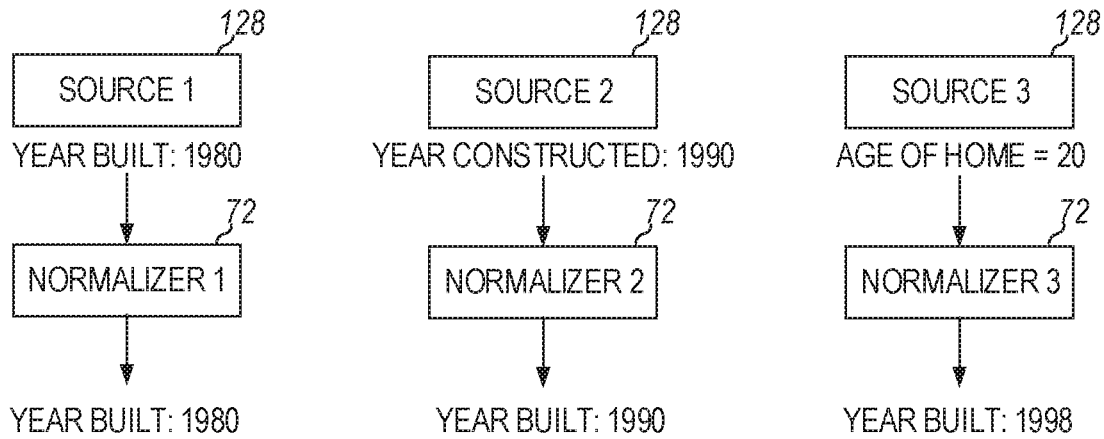 128
SOURCE 1
YEAR BUILT: 1980
72
NORMALIZER 1
YEAR BUILT: 1980
128
SOURCE 2
YEAR CONSTRUCTED: 1990
72
NORMALIZER 2
YEAR BUILT: 1990
128
SOURCE 3
AGE OF HOME = 20
72
NORMALIZER 3
YEAR BUILT: 1998